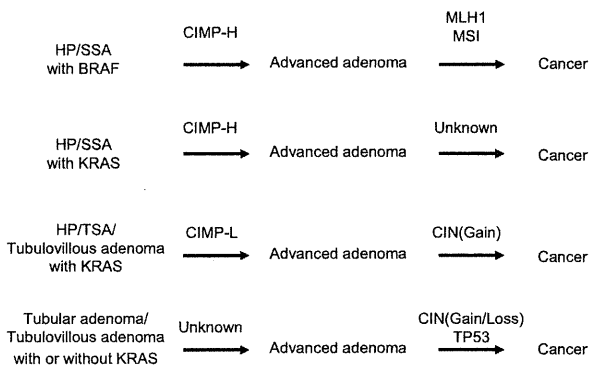 CIMP-H
MLH1
MSI
HP/SSA
with BRAF
Advanced adenoma
Cancer
CIMP-H
Unknown
HP/SSA
with KRAS
Advanced adenoma
Cancer
HP/TSA/
Tubulovillous adenoma
with KRAS
CIMP-L
Advanced adenoma
CIN(Gain)
Cancer
Tubular adenoma/
Tubulovillous adenoma
with or without KRAS
Unknown
Advanced adenoma
CIN(Gain/Loss)
TP53
Cancer